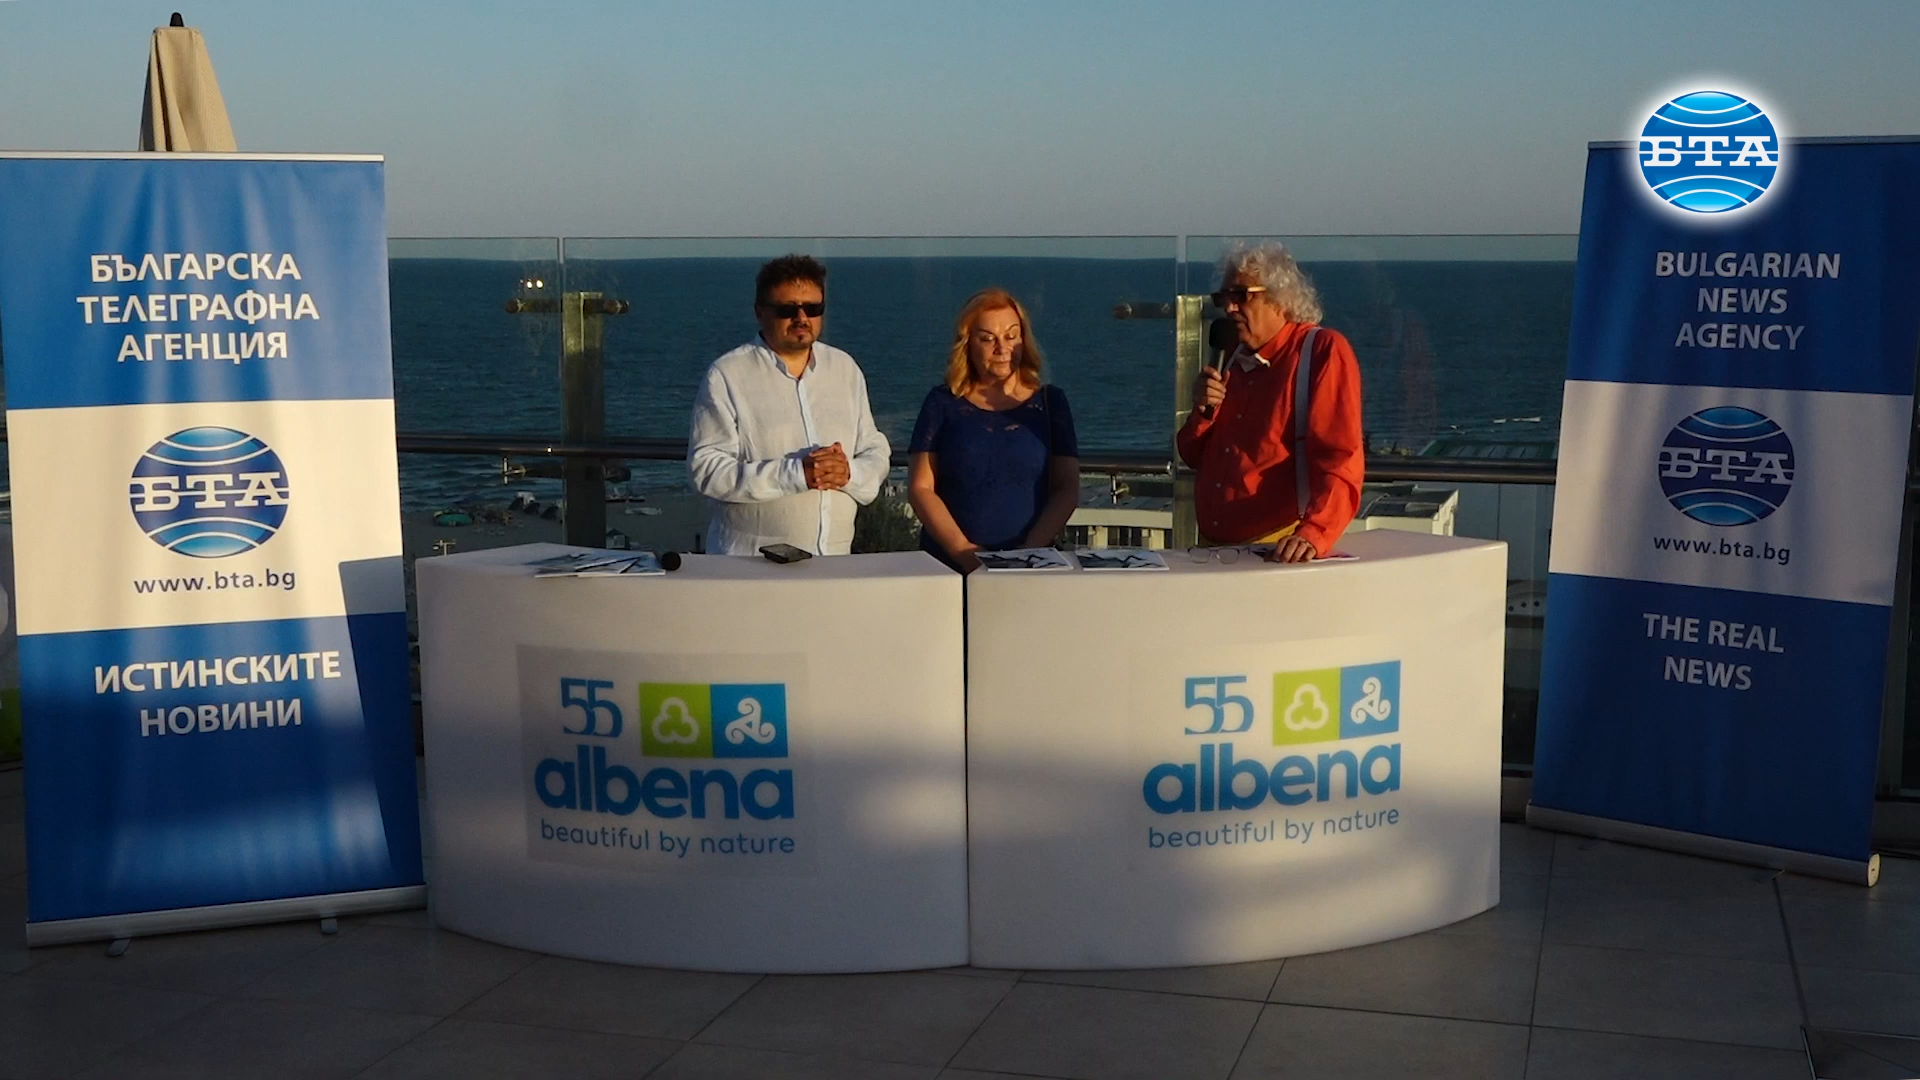 БЪЛГАРСКА
ТЕЛЕГРАФНА
АГЕНЦИЯ
БТА
www.bta.bg
ИСТИНСКИТЕ
НОВИНИ
55
albena
beautiful by nature
55
albena
beautiful by nature
БТА
BULGARIAN
NEWS
AGENCY
БТА
www.bta.bg
THE REAL
NEWS